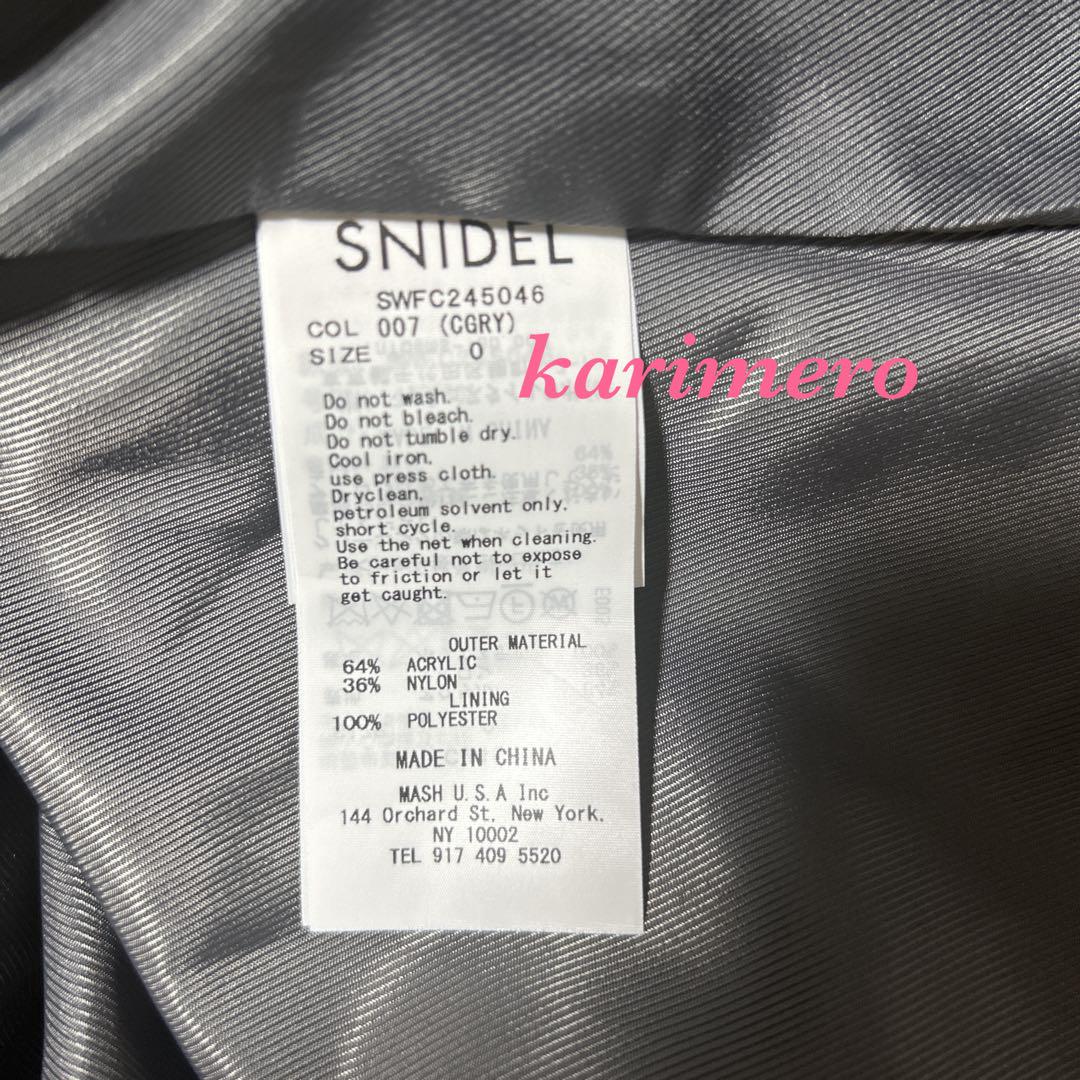 SNIDEL
SWFC245046
COL 007 (CGRY)
SIZE 0
karimero
Do not wash.
Do not bleach.
Do not tumble dry.
Cool iron.
use press cloth.
Dryclean.
petroleum solvent only.
short cycle.
Use the net when cleaning.
Be careful not to expose
to friction or let it
get caught.
OUTER MATERIAL
64% ACRYLIC
36% NYLON
LINING
100% POLYESTER
MADE IN CHINA
MASH U.S.A Inc
144 Orchard St, New York,
NY 10002
TEL 917 409 5520